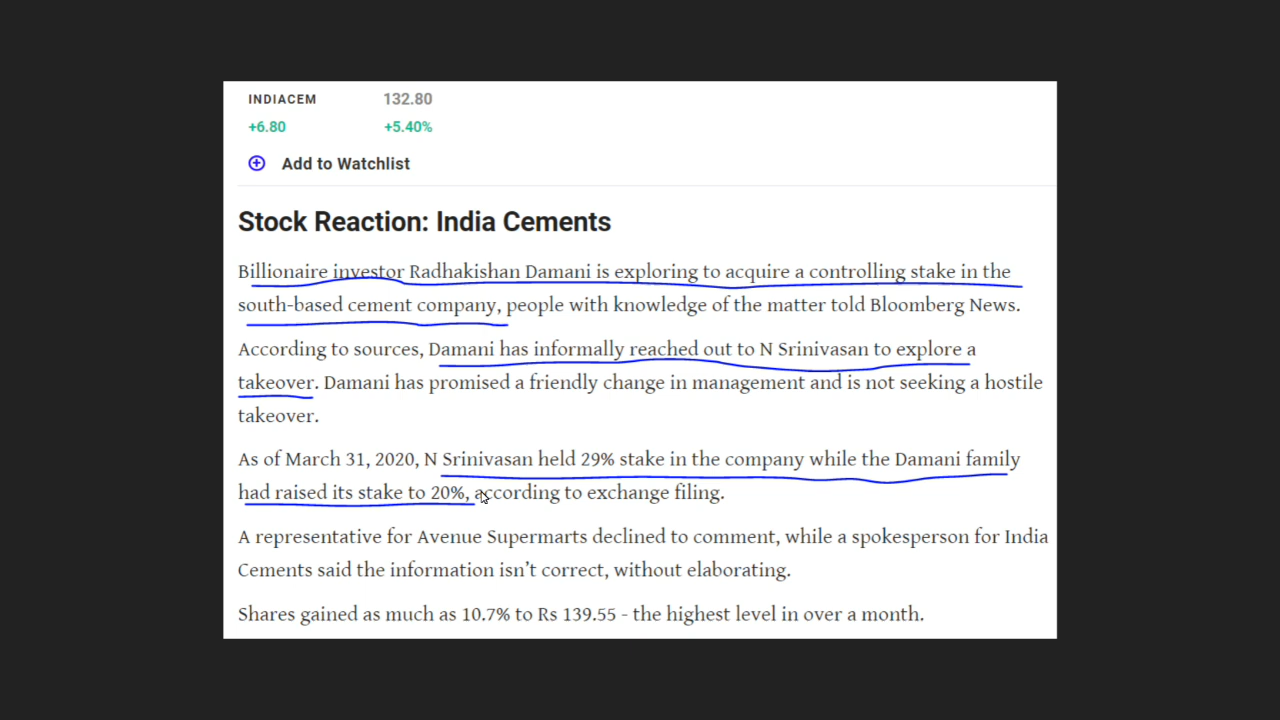 INDIACEM 132.80
+6.80 +5.40%
Add to Watchlist
Stock Reaction: India Cements
Billionaire investor Radhakishan Damani is exploring to acquire a controlling stake in the
south-based cement company, people with knowledge of the matter told Bloomberg News.
According to sources, Damani has informally reached out to N Srinivasan to explore a
takeover. Damani has promised a friendly change in management and is not seeking a hostile
takeover.
As of March 31, 2020, N Srinivasan held 29% stake in the company while the Damani family
had raised its stake to 20%, according to exchange filing.
A representative for Avenue Supermarts declined to comment, while a spokesperson for India
Cements said the information isn’t correct, without elaborating.
Shares gained as much as 10.7% to Rs 139.55 - the highest level in over a month.